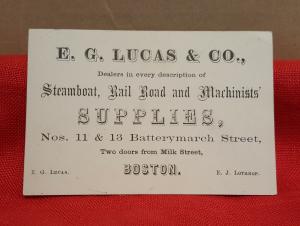 E. G. LUCAS & CO.,
Dealers in every description of
Steamboat, Rail Road and Machinists'
SUPPLIES,
Nos. 11 & 13 Batterymarch Street,
Two doors from Milk Street,
BOSTON.
E. G. Lucas. E. J. Lothrop.